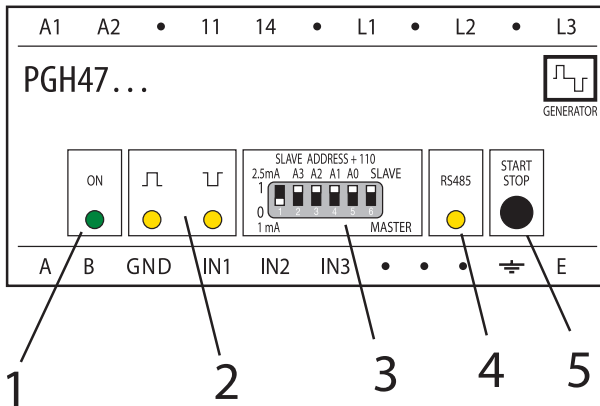 A1 A2 • 11 14 • L1 • L2 • L3
PGH47...
GENERATOR
SLAVE ADDRESS + 110
2.5mA A3 A2 A1 A0 SLAVE
1
1 2 3 4 5 6
0
1 mA MASTER
ON
RS485
START
STOP
A B GND IN1 IN2 IN3 • • • E
1 2 3 4 5